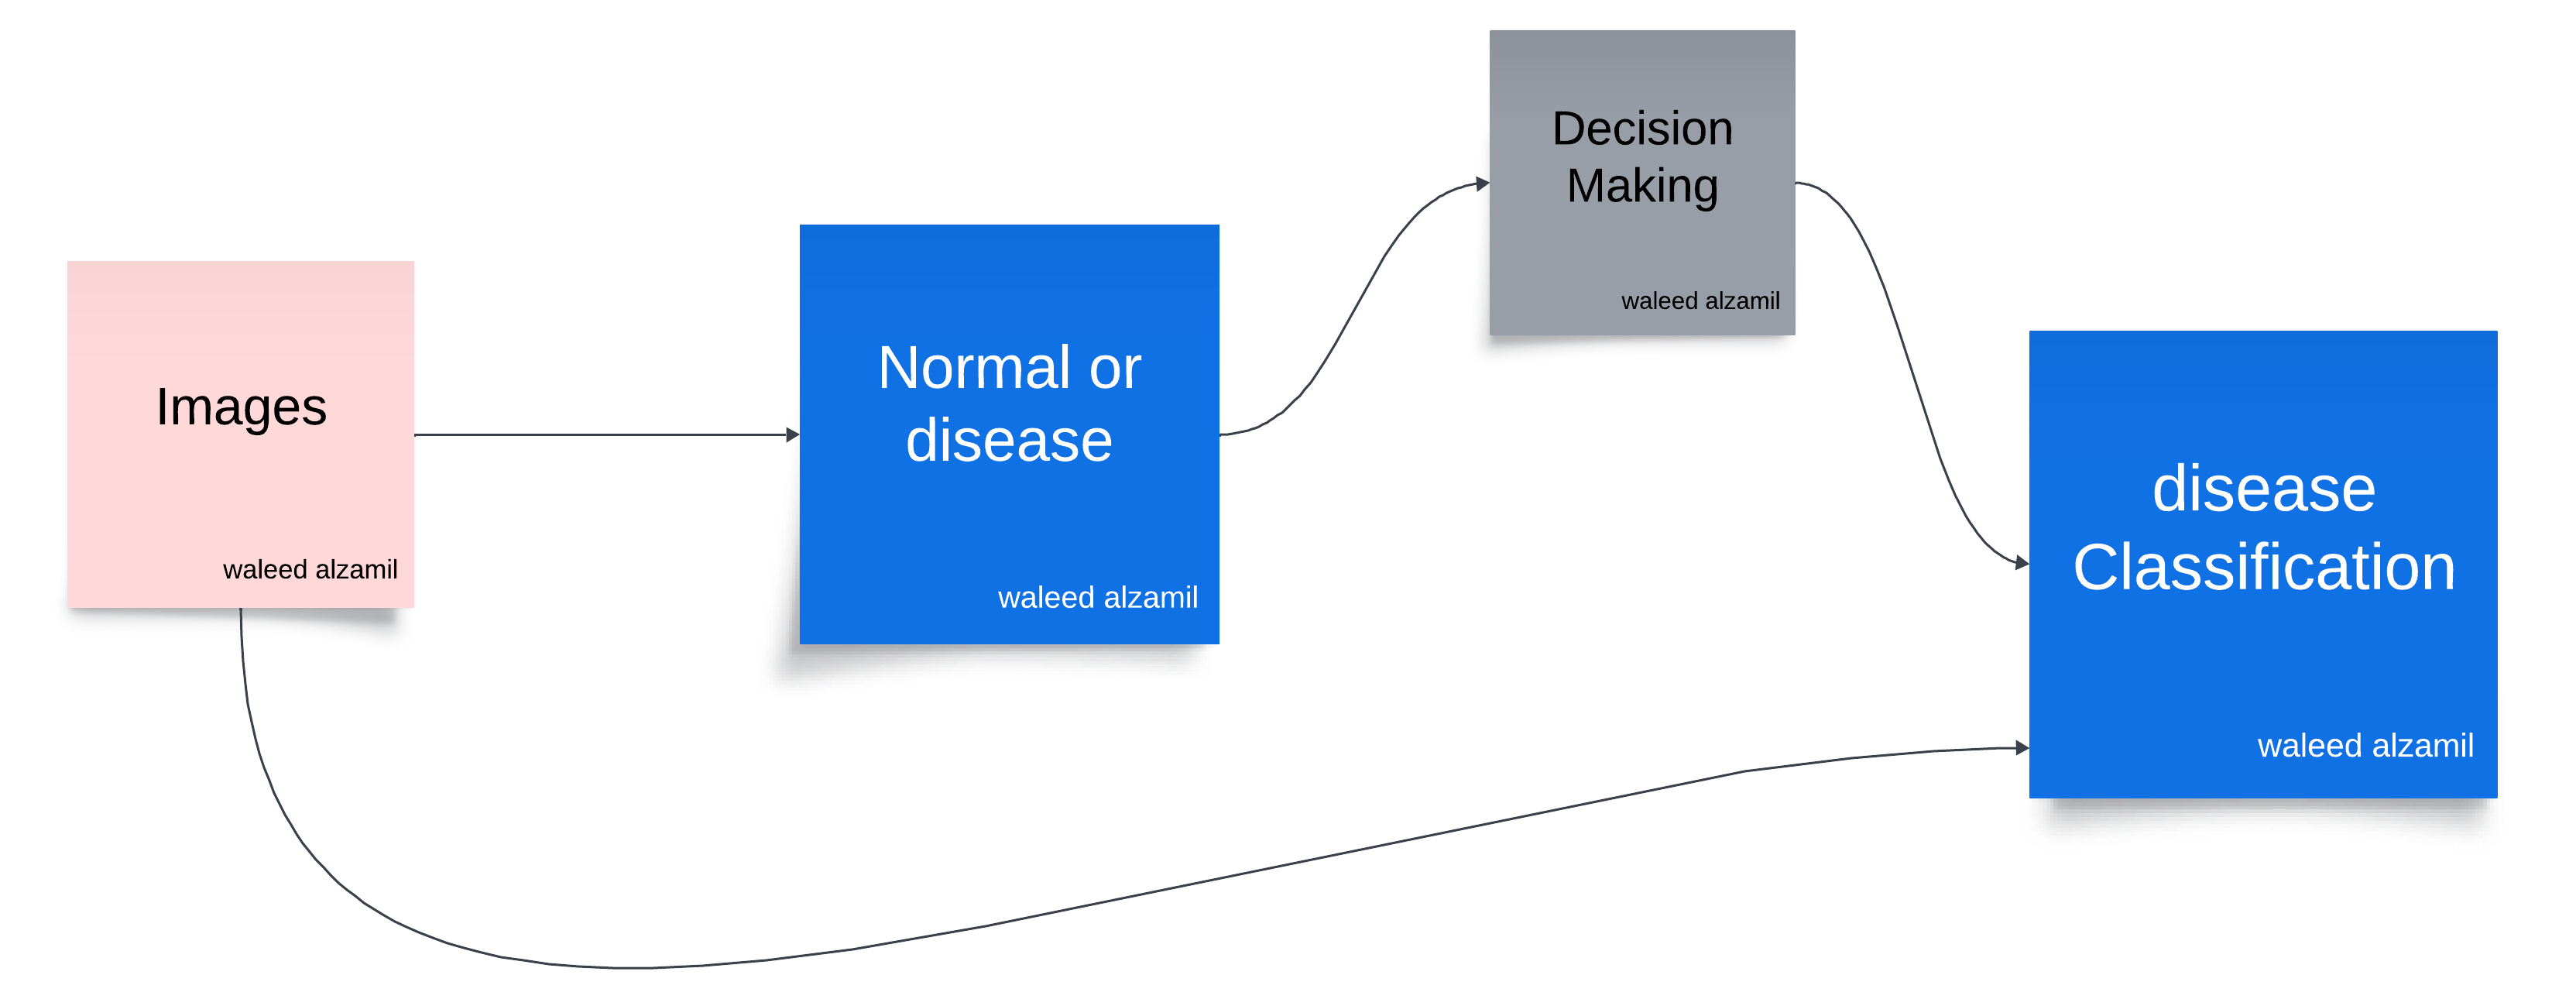 Images
waleed alzamil
Normal or
disease
waleed alzamil
Decision
Making
waleed alzamil
disease
Classification
waleed alzamil